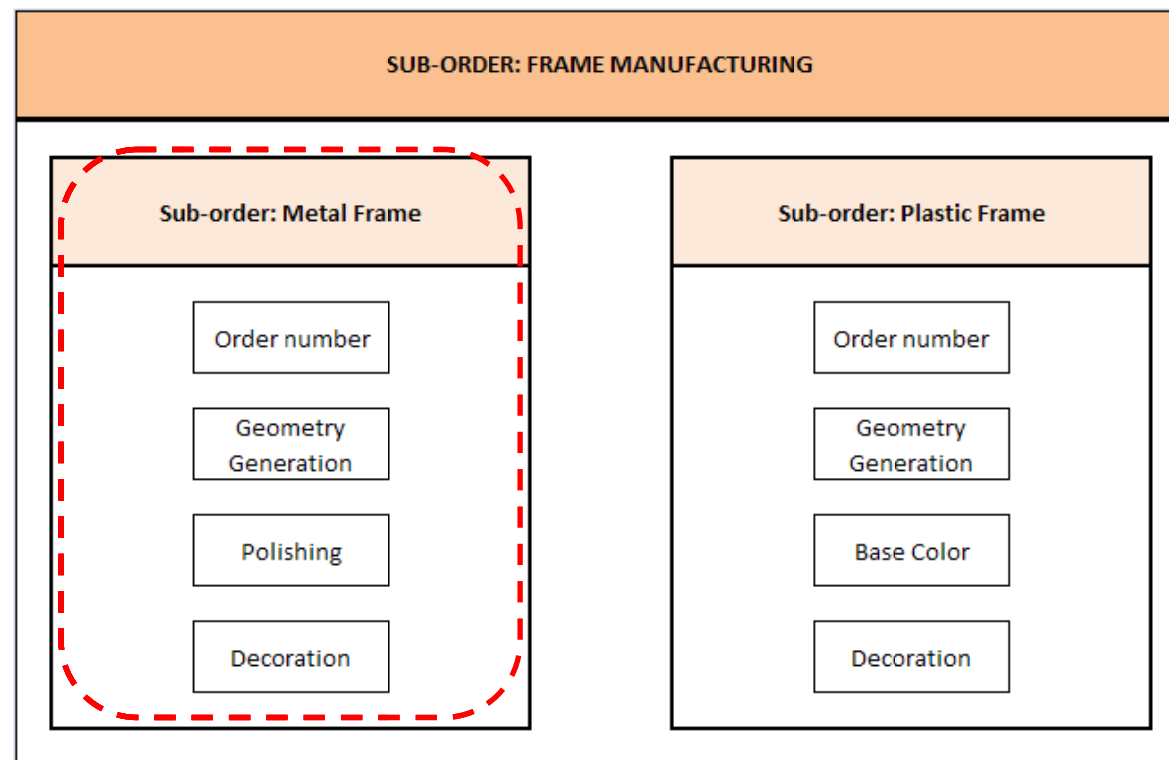 SUB-ORDER: FRAME MANUFACTURING
Sub-order: Metal Frame
Order number
Geometry
Generation
Polishing
Decoration
Sub-order: Plastic Frame
Order number
Geometry
Generation
Base Color
Decoration